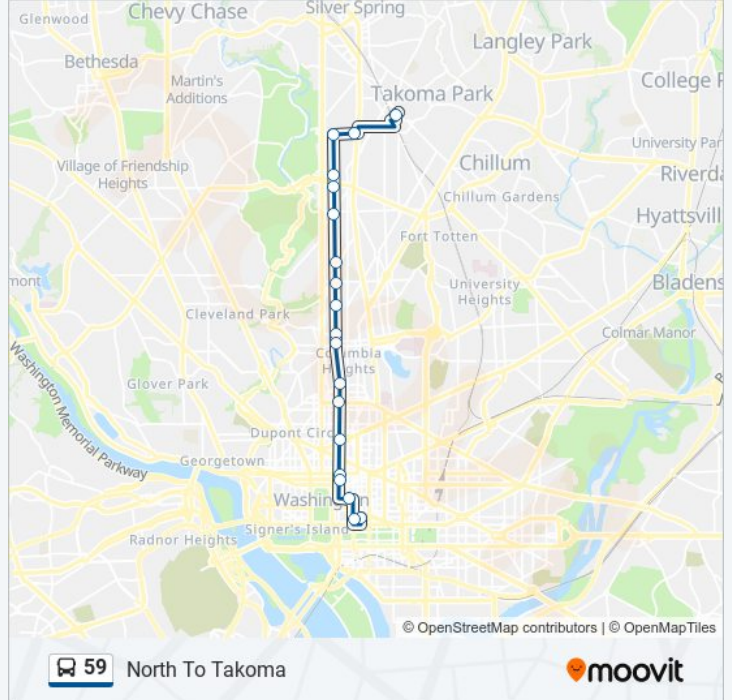 Glenwood
Chevy Chase
Silver Spring
Langley Park
Bethesda
Martin's
Additions
College P
Takoma Park
University Par
Village of Friendship
Heights
Chillum
Riverda
Chillum Gardens
Hyattsvill
Fort Totten
mont
University
Heights
Bladens
Cleveland Park
Colmar Manor
Columbia
Heights
Glover Park
Washington Memorial Parkway
Dupont Circ
Georgetown
Washington
Signer's Island
Radnor Heights
© OpenStreetMap contributors | © OpenMapTiles
59 North To Takoma
moovit